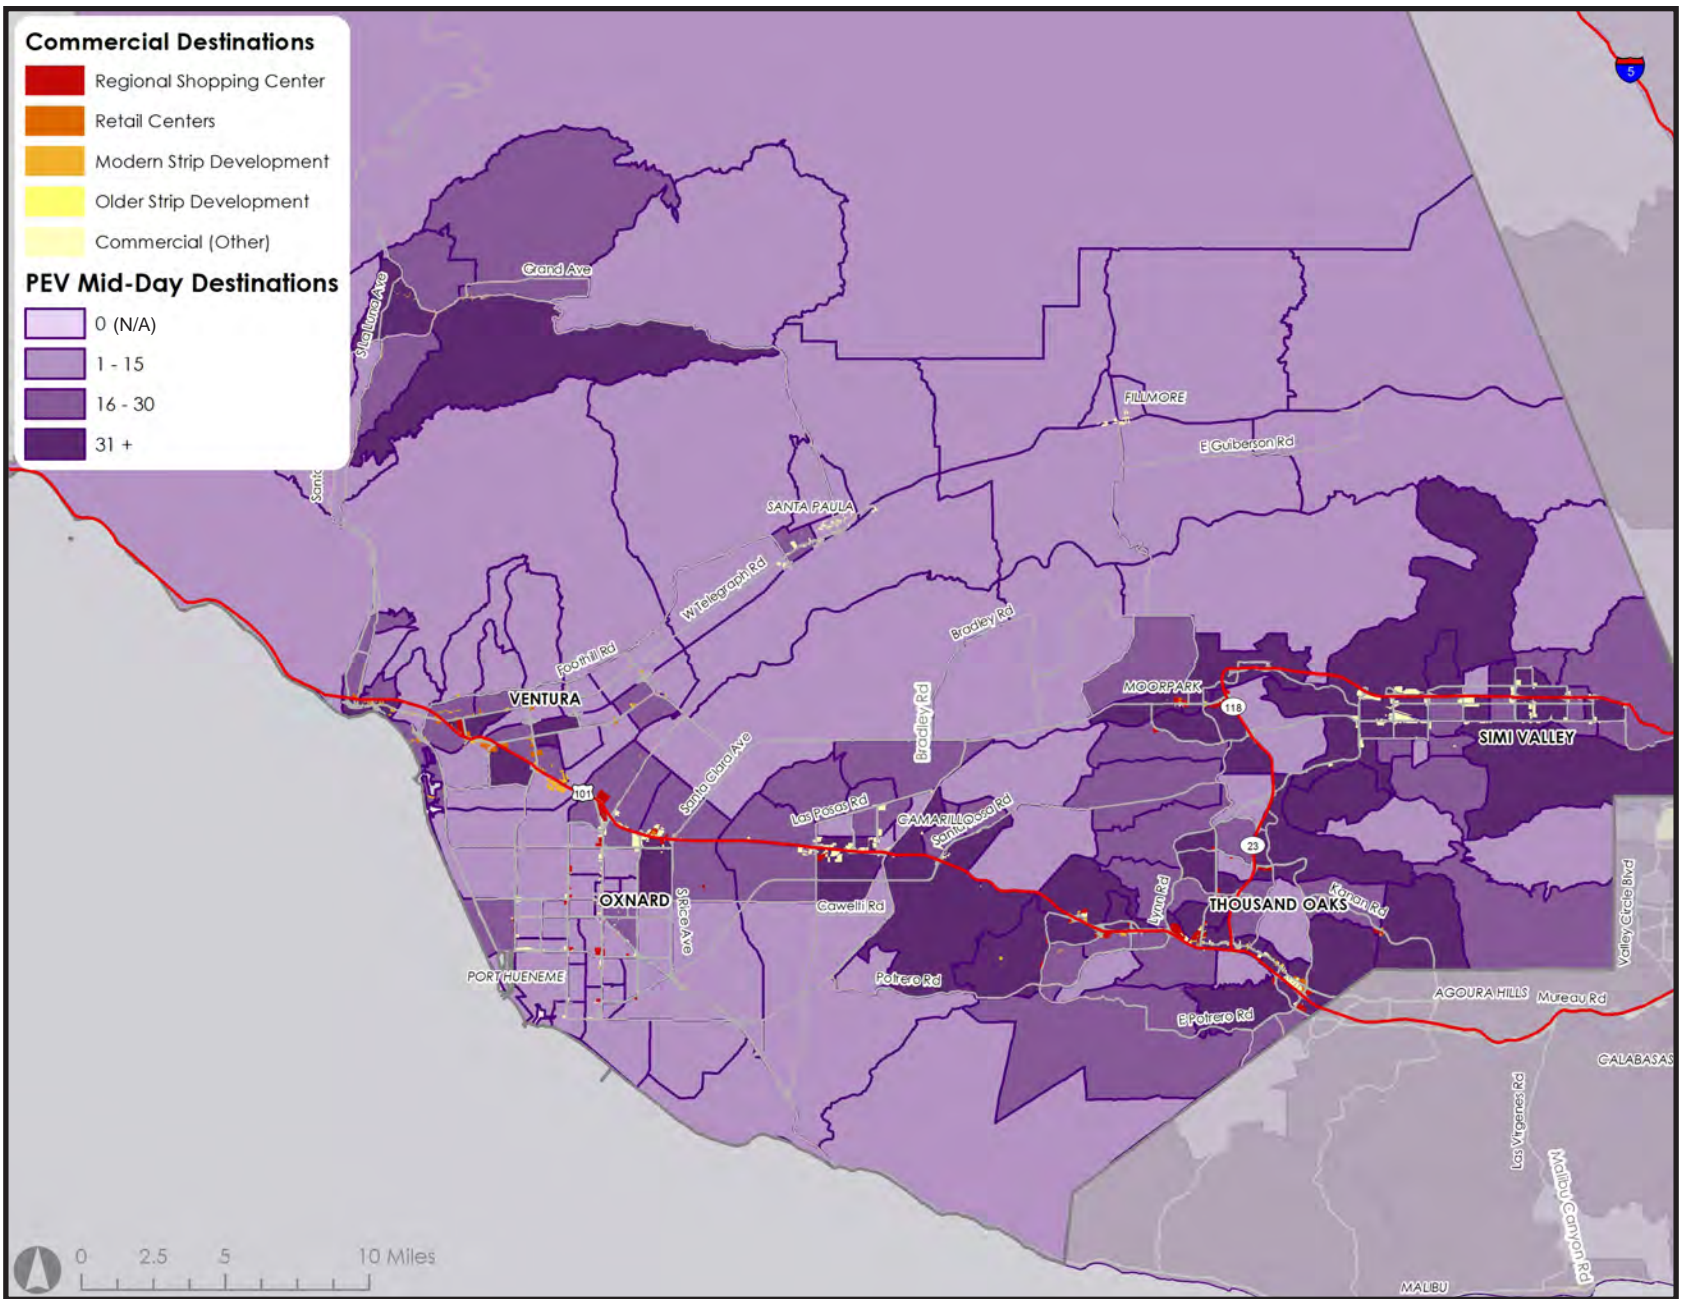 Commercial Destinations
Regional Shopping Center
Retail Centers
Modern Strip Development
Older Strip Development
Commercial (Other)
PEV Mid-Day Destinations
0 (N/A)
1 - 15
16 - 30
31 +
5
Grand Ave
S La Luna Ave
FILLMORE
E Guiberson Rd
Santa
SANTA PAULA
W Telegraph Rd
Bradley Rd
Foothill Rd
VENTURA
MOORPARK
118
Bradley Rd
SIMI VALLEY
Santa Clara Ave
101
Las Posas Rd
CAMARILLO
Santa Rosa Rd
23
OXNARD
S Rice Ave
Cawelti Rd
Lynn Rd
THOUSAND OAKS
Kanan Rd
Valley Circle Blvd
PORT HUENEME
Potrero Rd
E Potrero Rd
AGOURA HILLS
Mureau Rd
CALABASAS
Las Virgenes Rd
Malibu Canyon Rd
0 2.5 5 10 Miles
MALIBU